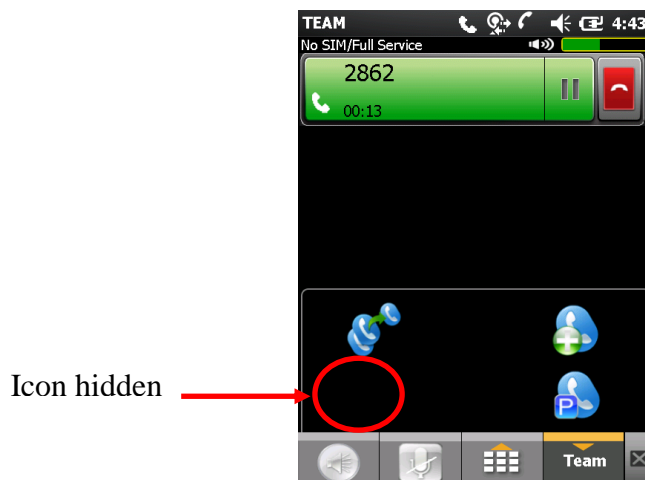 TEAM 4:43
No SIM/Full Service
2862
00:13
Icon hidden
P
Team